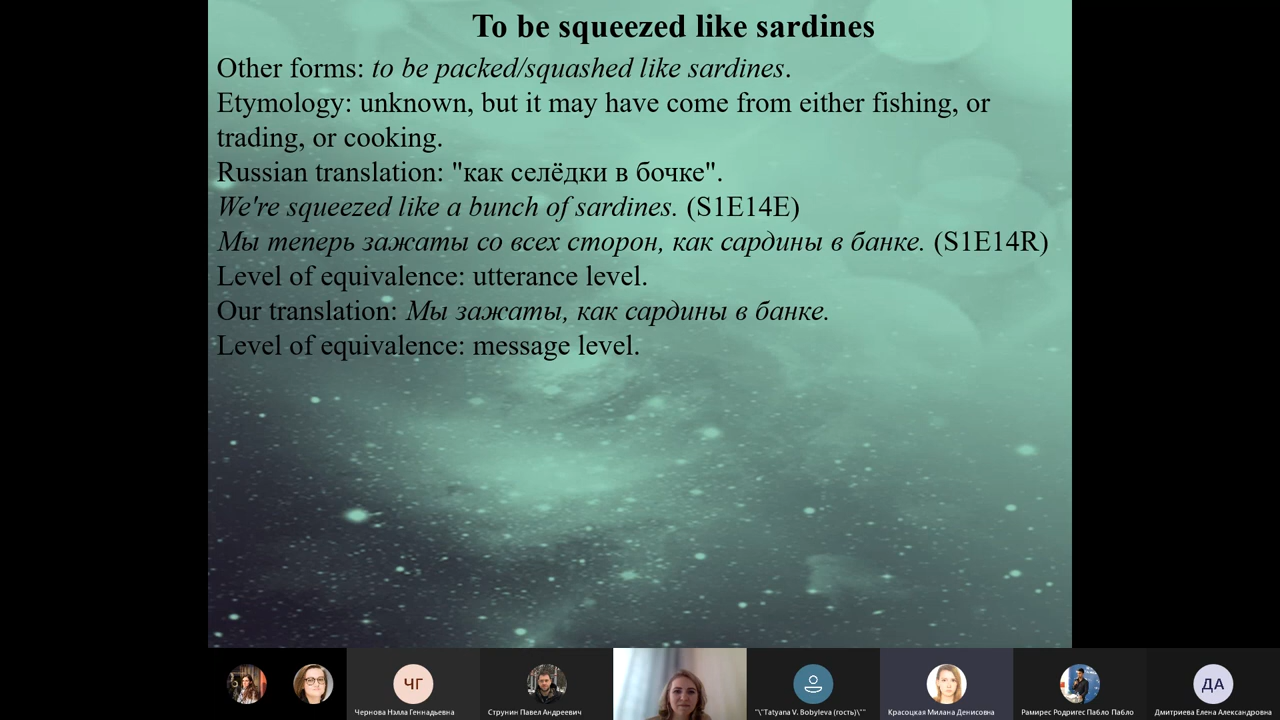 To be squeezed like sardines
Other forms: to be packed/squashed like sardines.
Etymology: unknown, but it may have come from either fishing, or
trading, or cooking.
Russian translation: "как селёдки в бочке".
We're squeezed like a bunch of sardines. (S1E14E)
Мы теперь зажаты со всех сторон, как сардины в банке. (S1E14R)
Level of equivalence: utterance level.
Our translation: Мы зажаты, как сардины в банке.
Level of equivalence: message level.
ЧГ
ДА
Чернова Нэлла Геннадьевна
Струнин Павел Андреевич
"\"Tatyana V. Bobyleva (гость)\""
Красоцкая Милана Денисовна
Рамирес Родригес Пабло Пабло
Дмитриева Елена Александровна